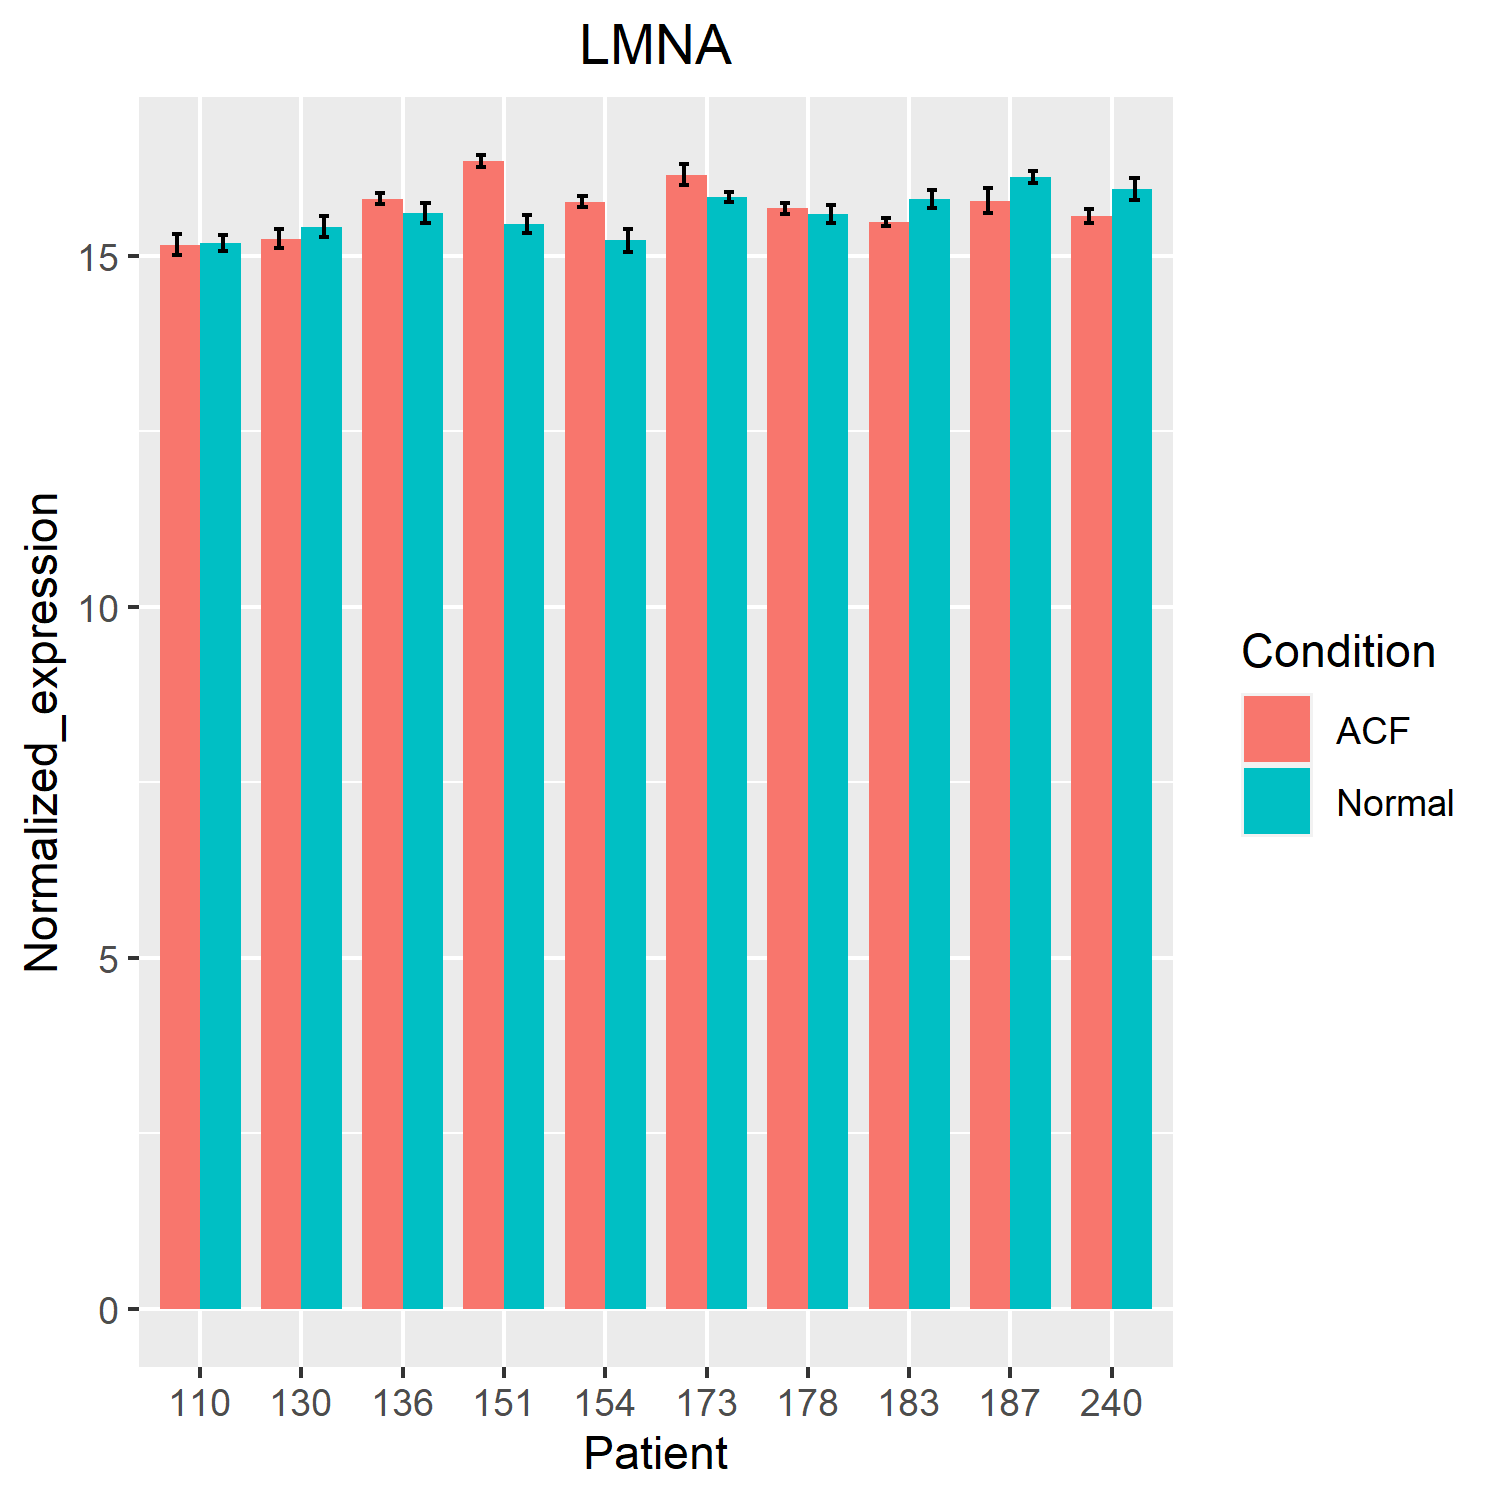 LMNA
Normalized_expression
15
10
5
0
110 130 136 151 154 173 178 183 187 240
Patient
Condition
ACF
Normal